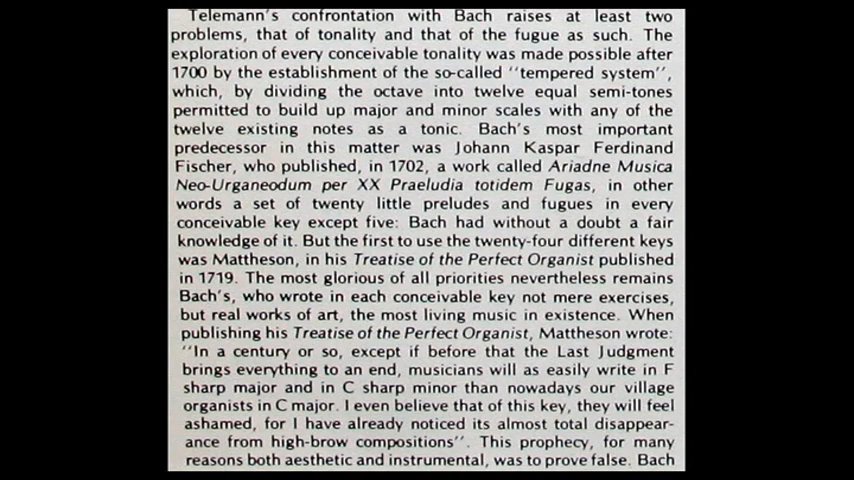 Telemann's confrontation with Bach raises at least two
problems, that of tonality and that of the fugue as such. The
exploration of every conceivable tonality was made possible after
1700 by the establishment of the so-called ''tempered system'',
which, by dividing the octave into twelve equal semi-tones
permitted to build up major and minor scales with any of the
twelve existing notes as a tonic. Bach's most important
predecessor in this matter was Johann Kaspar Ferdinand
Fischer, who published, in 1702, a work called Ariadne Musica
Neo-Urganeodum per XX Praeludia totidem Fugas, in other
words a set of twenty little preludes and fugues in every
conceivable key except five: Bach had without a doubt a fair
knowledge of it. But the first to use the twenty-four different keys
was Mattheson, in his Treatise of the Perfect Organist published
in 1719. The most glorious of all priorities nevertheless remains
Bach's, who wrote in each conceivable key not mere exercises,
but real works of art, the most living music in existence. When
publishing his Treatise of the Perfect Organist, Mattheson wrote:
''In a century or so, except if before that the Last Judgment
brings everything to an end, musicians will as easily write in F
sharp major and in C sharp minor than nowadays our village
organists in C major. I even believe that of this key, they will feel
ashamed, for I have already noticed its almost total disappear-
ance from high-brow compositions''. This prophecy, for many
reasons both aesthetic and instrumental, was to prove false. Bach